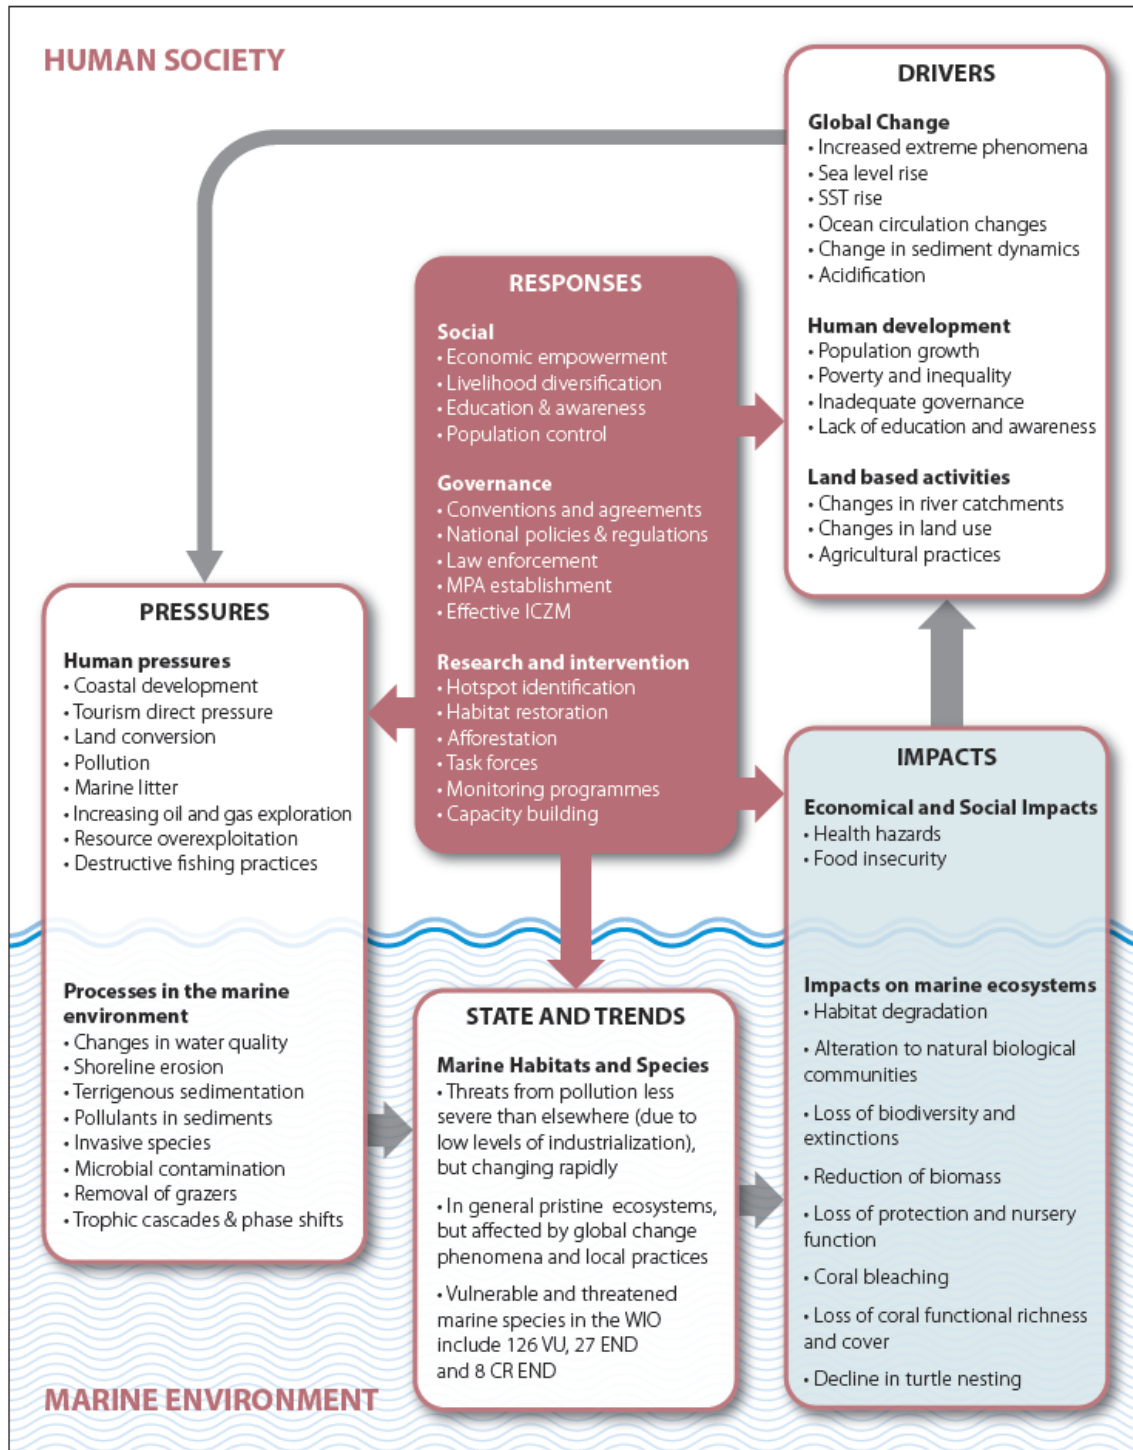 HUMAN SOCIETY
DRIVERS
Global Change
• Increased extreme phenomena
• Sea level rise
• SST rise
• Ocean circulation changes
• Change in sediment dynamics
• Acidification
Human development
• Population growth
• Poverty and inequality
• Inadequate governance
• Lack of education and awareness
Land based activities
• Changes in river catchments
• Changes in land use
• Agricultural practices
RESPONSES
Social
• Economic empowerment
• Livelihood diversification
• Education & awareness
• Population control
Governance
• Conventions and agreements
• National policies & regulations
• Law enforcement
• MPA establishment
• Effective ICZM
Research and intervention
• Hotspot identification
• Habitat restoration
• Afforestation
• Task forces
• Monitoring programmes
• Capacity building
PRESSURES
Human pressures
• Coastal development
• Tourism direct pressure
• Land conversion
• Pollution
• Marine litter
• Increasing oil and gas exploration
• Resource overexploitation
• Destructive fishing practices
Processes in the marine
environment
• Changes in water quality
• Shoreline erosion
• Terrigenous sedimentation
• Pollulants in sediments
• Invasive species
• Microbial contamination
• Removal of grazers
• Trophic cascades & phase shifts
STATE AND TRENDS
Marine Habitats and Species
• Threats from pollution less
severe than elsewhere (due to
low levels of industrialization),
but changing rapidly
• In general pristine ecosystems,
but affected by global change
phenomena and local practices
• Vulnerable and threatened
marine species in the WIO
include 126 VU, 27 END
and 8 CR END
IMPACTS
Economical and Social Impacts
• Health hazards
• Food insecurity
Impacts on marine ecosystems
• Habitat degradation
• Alteration to natural biological
communities
• Loss of biodiversity and
extinctions
• Reduction of biomass
• Loss of protection and nursery
function
• Coral bleaching
• Loss of coral functional richness
and cover
• Decline in turtle nesting
MARINE ENVIRONMENT